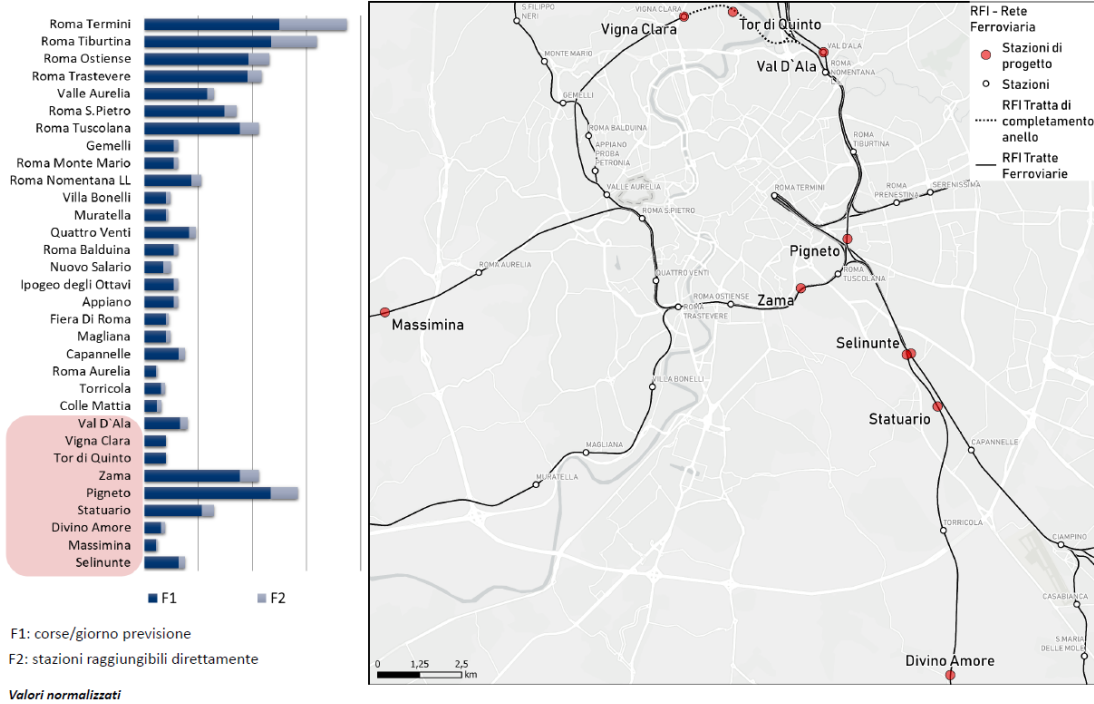 Roma Termini
Roma Tiburtina
Roma Ostiense
Roma Trastevere
Valle Aurelia
Roma S.Pietro
Roma Tuscolana
Gemelli
Roma Monte Mario
Roma Nomentana LL
Villa Bonelli
Muratella
Quattro Venti
Roma Balduina
Nuovo Salario
Ipogeo degli Ottavi
Appiano
Fiera Di Roma
Magliana
Capannelle
Roma Aurelia
Torricola
Colle Mattia
Val D`Ala
Vigna Clara
Tor di Quinto
Zama
Pigneto
Statuario
Divino Amore
Massimina
Selinunte
F1
F2
F1: corse/giorno previsione
F2: stazioni raggiungibili direttamente
Valori normalizzati
S.FILIPPO
NERI
VIGNA CLARA
Vigna Clara
Tor di Quinto
MONTE MARIO
VAL D'ALA
Val D`Ala
ROMA
NOMENTANA
GEMELLI
ROMA BALDUINA
APPIANO
PROBA
PETRONIA
ROMA
TIBURTINA
VALLE AURELIA
ROMA TERMINI
ROMA
PRENESTINA
SERENISSIMA
ROMA S.PIETRO
Pigneto
ROMA AURELIA
QUATTRO VENTI
ROMA
TUSCOLANA
Zama
ROMA OSTIENSE
ROMA
TRASTEVERE
Massimina
Selinunte
VILLA BONELLI
Statuario
MAGLIANA
CAPANNELLE
MURATELLA
TORRICOLA
CIAMPINO
CASABIANCA
S.MARIA
DELLE MOLE
Divino Amore
0 1,25 2,5
km
RFI - Rete
Ferroviaria
Stazioni di
progetto
Stazioni
RFI Tratta di
completamento
anello
RFI Tratte
Ferroviarie